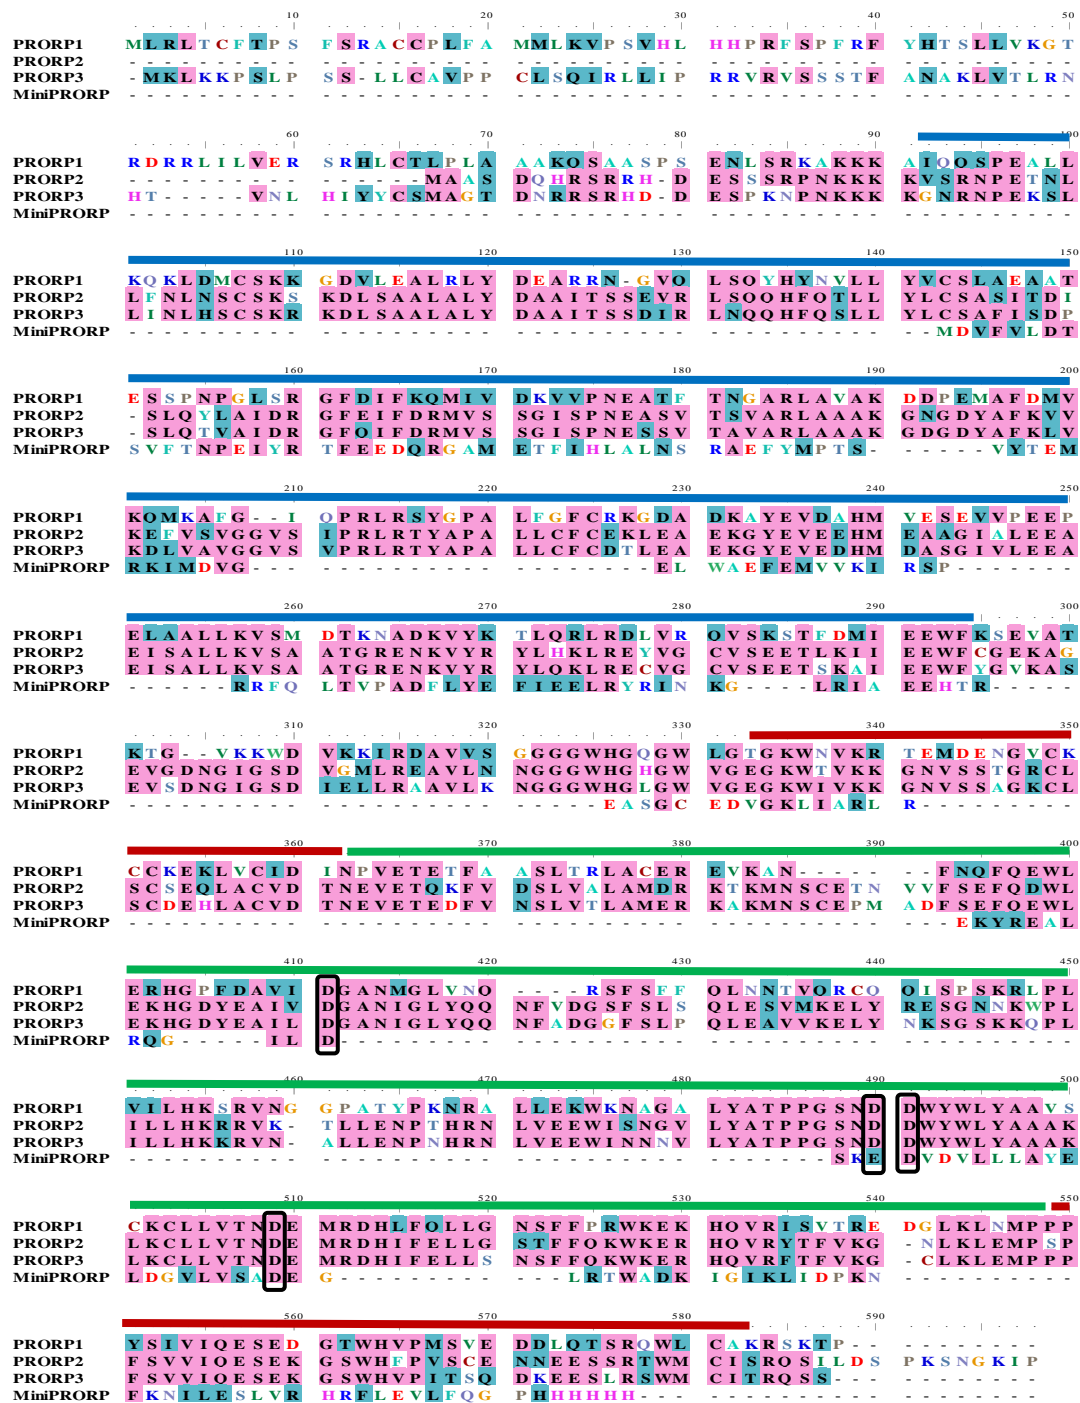 10 20 30 40 50
PRORP1 MLRLTCFTPS FSRACCPLFA MMLKVPSVHL HHPRFSPFRF YHTSLLVKGT
PRORP2 ---------- ---------- ---------- ---------- ----------
PRORP3 -MKLKKPSLP SS-LLCAVPP CLSQIRLLIP RRVRVSSSTF ANAKLVTLRN
MiniPRORP ---------- ---------- ---------- ---------- ----------
60 70 80 90 100
PRORP1 RDRRLILVER SRHLCTLPLA AAKQSAASPS ENLSRKAKKK AIQQSPEALL
PRORP2 ---------- ------MAS DQHRSRRH-D ESSSRPNKKK KVSRNPETNL
PRORP3 HT-----VNL HIYYCSMAGT DNRRSRHD-D ESPKNPNKKK KGNRNPEKSL
MiniPRORP ---------- ---------- ---------- ---------- ----------
110 120 130 140 150
PRORP1 KQKLDMCSKK GDVLEALRLY DEARRN-GVQ LSQYHYNVLL YVCSLAEAAT
PRORP2 LFNLNSCSKS KDLSAALALY DAAITSSEVR LSQQHFQTLL YLCSASITDI
PRORP3 LINLHSCSKR KDLSAALALY DAAITSSDIR LNQQHFQSLL YLCSAFISDP
MiniPRORP ---------- ---------- ---------- ---------- ---MDVFVLDT
160 170 180 190 200
PRORP1 ESSPNPGLSR GFDIFKQMIV DKVVPNEATF TNGARLAVAK DDPEMAFDMV
PRORP2 -SLQYLAIDR GFEIFDRMVS SGISPNEASV TSVARLAAAK GNGDYAFKVV
PRORP3 -SLQTVAIDR GFQIFDRMVS SGISPNESSV TAVARLAAAK GDGDYAFKLV
MiniPRORP SVFTNPEIYR TFEEDQRGAM ETFIHLALNS RAEFYMPTS- -----VYTEM
210 220 230 240 250
PRORP1 KQMKAFG--I QPRLRSYGPA LFGFCRKGDA DKAYEVDAHM VESEVVPEEP
PRORP2 KEFVSVGGVS IPRLRTYAPA LLCFCEKLEA EKGYEVEEHM EAAGIALEEA
PRORP3 KDLVAVGGVS VPRLRTYAPA LLCFCDTLEA EKGYEVEDHM DASGIVLEEA
MiniPRORP RKIMDVG--- ---------- -------EL WAEFEMVVKI RSP-------
260 270 280 290 300
PRORP1 ELAALLKVSM DTKNADKVYK TLQRLRDLVR QVSKSTFDMI EEWFKSEVAT
PRORP2 EISALLKVSA ATGRENKVYR YLHKLREYVG CVSEETLKII EEWFCGEKAG
PRORP3 EISALLKVSA ATGRENKVYR YLQKLRECVG CVSEETSKAI EEWFYGVKAS
MiniPRORP ------RRFQ LTVPADFLYE FIEELRYRIN KG----LRIA EEHTR-----
310 320 330 340 350
PRORP1 KTG--VKKWD VKKIRDAVVS GGGGWHGQGW LGTGKWNVKR TEMDENGVCK
PRORP2 EVGDNGIGSD VGMLREAVLN NGGGWHGHGW VGEGKWTVKK GNVSSTGRCL
PRORP3 EVSDNGIGSD IELLRAAVLK NGGGWHGLGW VGEGKWIVKK GNVSSAGKCL
MiniPRORP ---------- ---------- -----EASGC EDVGKLIARL R---------
360 370 380 390 400
PRORP1 CCKEKLVCID INPVETETFA ASLTRLACER EVKAN----- ---FNQFQEWL
PRORP2 SCSEQLACVD TNEVETQKFV DSLVALAMDR KTKMNSCETN VVFSEFQDWL
PRORP3 SCDEHLACVD TNEVETEDFV NSLVTLAMER KAKMNSCEPM ADFSEFQEWL
MiniPRORP ---------- ---------- ---------- ---------- ----EKYREAL
410 420 430 440 450
PRORP1 ERHGPFDAVI DGANMGLVNQ ----RSFSFF QLNNTVQRCQ QISPSKRLPL
PRORP2 EKHGDYEAIV DGANIGLYQQ NFVDGSFSLS QLESVMKELY RESGNNKWPL
PRORP3 EKHGDYEAIL DGANIGLYQQ NFADGGFSLP QLEAVVKELY NKSGSKKQPL
MiniPRORP RQG-----IL D--------- ---------- ---------- ----------
460 470 480 490 500
PRORP1 VILHKSRVNG GPATYPKNRA LLEKWKNAGA LYATPPGSND DWYWLYAAVS
PRORP2 ILLHKRRVK- TLLENPTHRN LVEEWISNGV LYATPPGSND DWYWLYAAAK
PRORP3 ILLHKKRVN- ALLENPNHRN LVEEWINNNV LYATPPGSND DWYWLYAAAK
MiniPRORP ---------- ---------- ---------- -------SKE DVDVLLLAYE
510 520 530 540 550
PRORP1 CKCLLVTNDE MRDHLFQLLG NSFFPRWKEK HQVRISVTRE DGLKLNMPPP
PRORP2 LKCLLVTNDE MRDHIFELLG STFFQKWKER HQVRYTFVKG -NLKLEMPSP
PRORP3 LKCLLVTNDE MRDHIFELLS NSFFQKWKER HQVRFTFVKG -CLKLEMPPP
MiniPRORP LDGVLVSADE G--------- ----LRTWADK IGIKLIDPKN ----------
560 570 580 590
PRORP1 YSIVIQESED GTWHVPMSVE DDLQTSRQWL CAKRSKTP-- ---------
PRORP2 FSVVIQESEK GSWHFPVSCE NNEESSRTWM CISRQSILDS PKSNGKIP
PRORP3 FSVVIQESEK GSWHVPITSQ DKEESLRSWM CITRQSS--- ---------
MiniPRORP FKNILESLVR HRFLEVLFQG PHHHHHH--- ---------- ---------